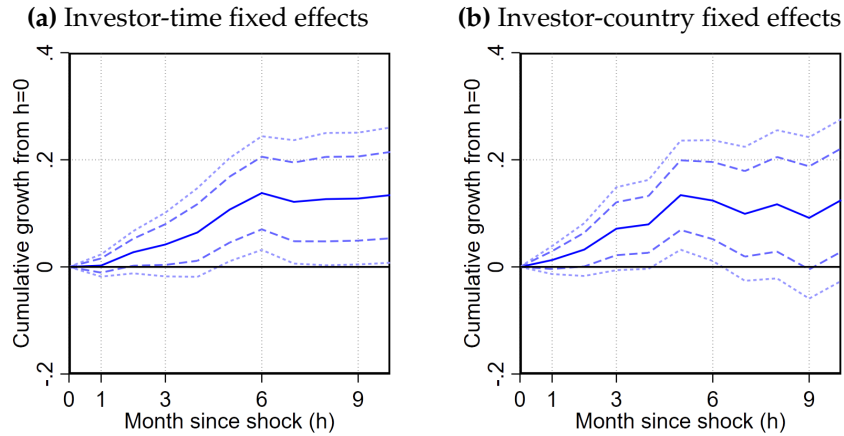 (a) Investor-time fixed effects
.4
.2
0
-.2
Cumulative growth from h=0
0 1 3 6 9
Month since shock (h)
(b) Investor-country fixed effects
.4
.2
0
-.2
Cumulative growth from h=0
0 1 3 6 9
Month since shock (h)